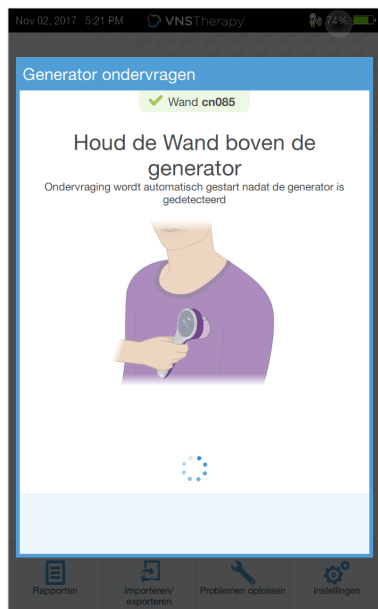 Nov 02, 2017 5:21 PM VNSTherapy 74%
Generator ondervragen
Wand cn085
Houd de Wand boven de
generator
Ondervraging wordt automatisch gestart nadat de generator is
gedetecteerd
Rapporten
Importeren/
exporteren
Problemen oplossen
Instellingen